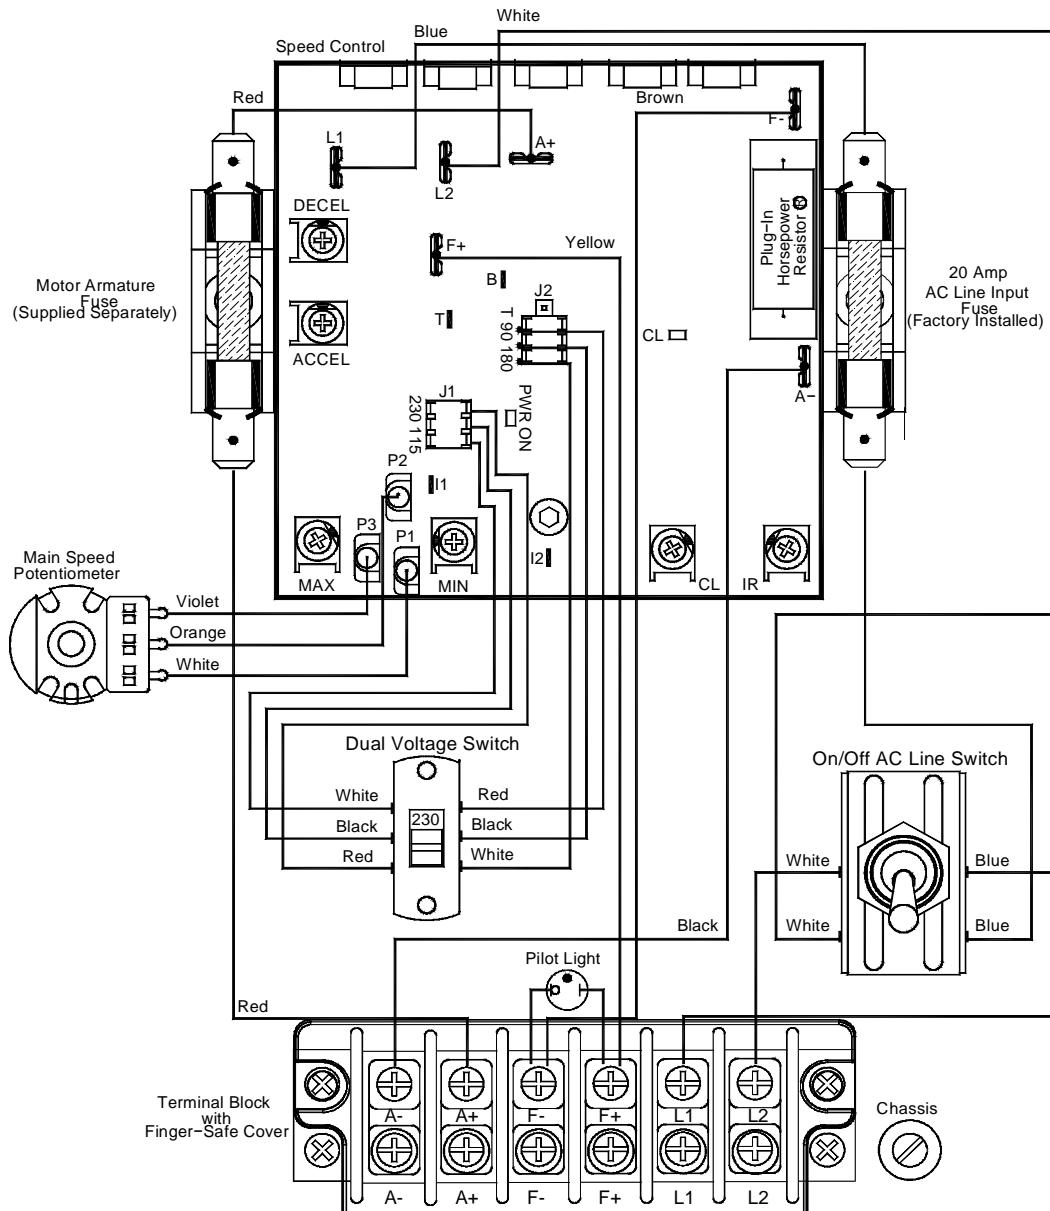 White
Blue
Speed Control
Red
Brown
F-
L1
A+
L2
DECEL
Plug-In
Horsepower
Resistor
F+
Yellow
B
J2
T
T 90 180
Motor Armature
Fuse
(Supplied Separately)
20 Amp
AC Line Input
Fuse
(Factory Installed)
CL
ACCEL
A-
J1
230 115
PWR ON
P2
I1
P3
P1
I2
MAX
MIN
CL
IR
Main Speed
Potentiometer
Violet
Orange
White
Dual Voltage Switch
On/Off AC Line Switch
White
Red
230
Black
Black
Red
White
White
Blue
White
Blue
Black
Pilot Light
Red
Terminal Block
with
Finger-Safe Cover
A-
A+
F-
F+
L1
L2
Chassis
A-
A+
F-
F+
L1
L2